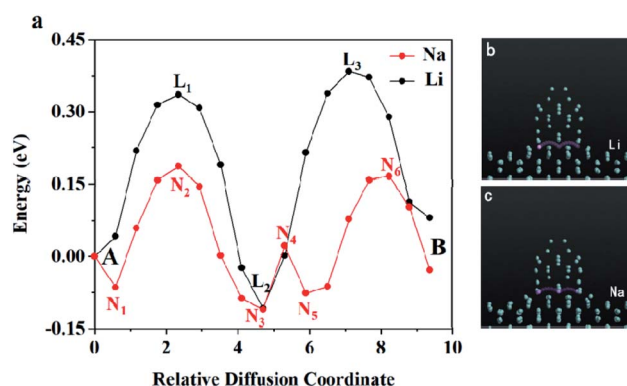 a
Na
Li
Energy (eV)
0.45
0.30
0.15
0.00
-0.15
A
B
L1
L2
L3
N1
N2
N3
N4
N5
N6
0 2 4 6 8 10
Relative Diffusion Coordinate
b
Li
c
Na